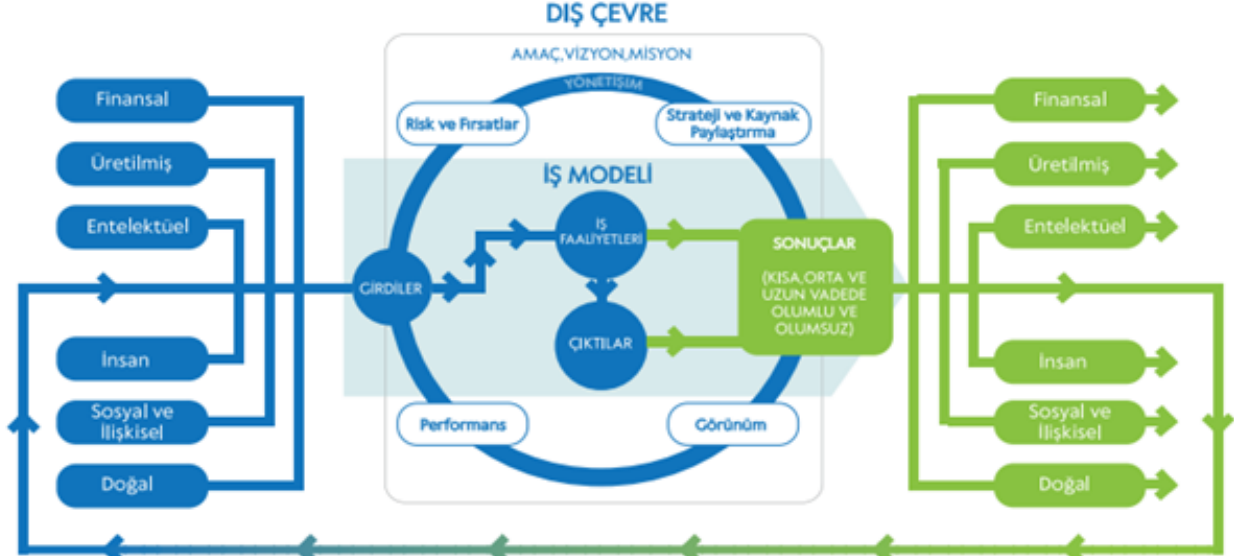 DIŞ ÇEVRE
AMAÇ,VİZYON,MİSYON
YÖNETİŞİM
Finansal
Üretilmiş
Entelektüel
İnsan
Sosyal ve
İlişkisel
Doğal
Risk ve Fırsatlar
Strateji ve Kaynak
Paylaştırma
İŞ MODELİ
GİRDİLER
İŞ
FAALİYETLERİ
ÇIKTILAR
SONUÇLAR
(KISA,ORTA VE
UZUN VADEDE
OLUMLU VE
OLUMSUZ)
Performans
Görünüm
Finansal
Üretilmiş
Entelektüel
İnsan
Sosyal ve
İlişkisel
Doğal